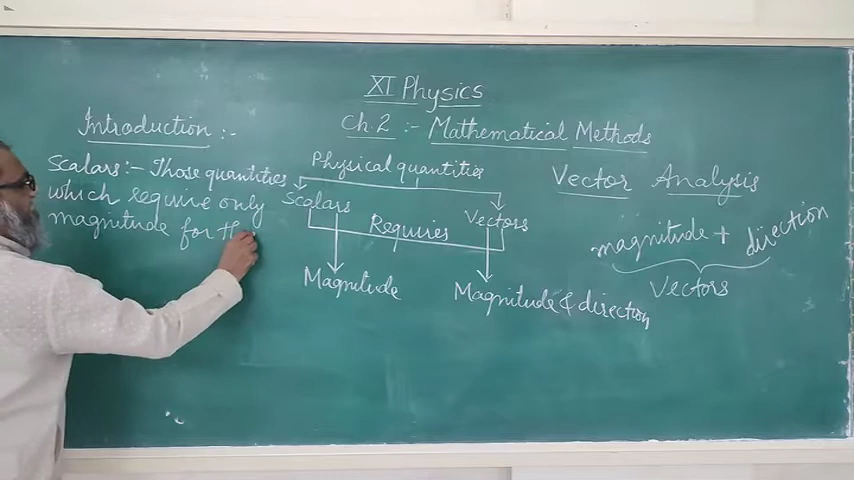 XI Physics
Ch.2 :- Mathematical Methods
Introduction :-
Scalars:- Those quantities
which require only
magnitude for th
Physical quantities
Scalars
Vectors
Requires
Magnitude
Magnitude & direction
Vector Analysis
magnitude + direction
Vectors